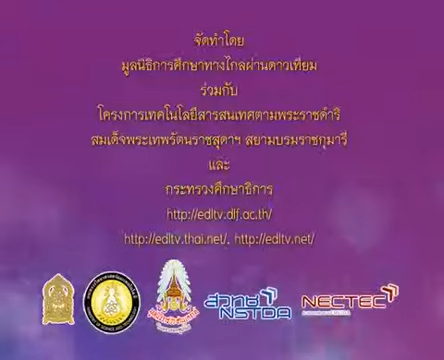 จัดทำโดย
มูลนิธิการศึกษาทางไกลผ่านดาวเทียม
ร่วมกับ
โครงการเทคโนโลยีสารสนเทศตามพระราชดำริ
สมเด็จพระเทพรัตนราชสุดาฯ สยามบรมราชกุมารี
และ
กระทรวงศึกษาธิการ
http://edltv.dlf.ac.th/
http://edltv.thai.net/, http://edltv.net/
สวทช NECTEC
NSTDA